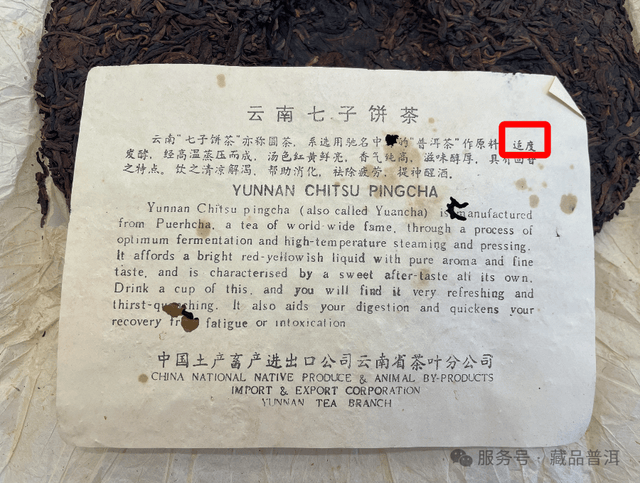 云南七子饼茶
云南"七子饼茶"亦称圆茶，系选用驰名中 的"普洱茶"作原料 适度
发酵，经高温蒸压而成，汤色红黄鲜亮，香气纯高，滋味醇厚，具有回甘
之特点。饮之清凉解渴，帮助消化，祛除疲劳，提神醒酒。
YUNNAN CHITSU PINGCHA
Yunnan Chitsu pingcha (also called Yuancha) is manufactured
from Puerhcha, a tea of world-wide fame, through a process of
optimum fermentation and high-temperature steaming and pressing.
It affords a bright red-yellowish liquid with pure aroma and fine
taste, and is characterised by a sweet after-taste all its own.
Drink a cup of this, and you will find it very refreshing and
thirst-quenching. It also aids your digestion and quickens your
recovery fatigue or intoxication
中国土产畜产进出口公司云南省茶叶分公司
CHINA NATIONAL NATIVE PRODUCE & ANIMAL BY-PRODUCTS
IMPORT & EXPORT CORPORATION
YUNNAN TEA BRANCH
服务号·藏品普洱